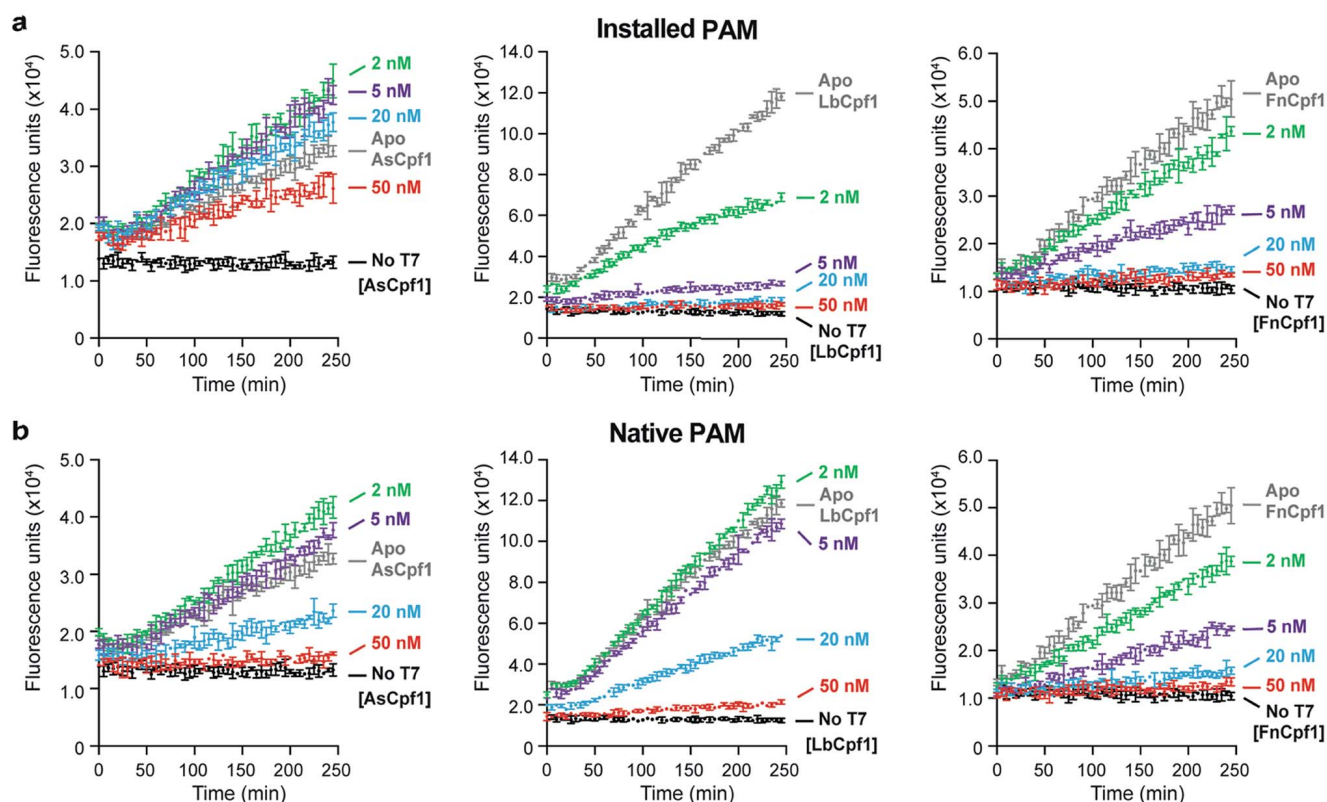 a
Installed PAM
Fluorescence units (x10⁴)
5.0
4.0
3.0
2.0
1.0
0
0 50 100 150 200 250
Time (min)
2 nM
5 nM
20 nM
Apo
AsCpf1
50 nM
No T7
[AsCpf1]
Fluorescence units (x10⁴)
14.0
12.0
10.0
8.0
6.0
4.0
2.0
0
0 50 100 150 200 250
Time (min)
Apo
LbCpf1
2 nM
5 nM
20 nM
50 nM
No T7
[LbCpf1]
Fluorescence units (x10⁴)
6.0
5.0
4.0
3.0
2.0
1.0
0
0 50 100 150 200 250
Time (min)
Apo
FnCpf1
2 nM
5 nM
20 nM
50 nM
No T7
[FnCpf1]
b
Native PAM
Fluorescence units (x10⁴)
5.0
4.0
3.0
2.0
1.0
0
0 50 100 150 200 250
Time (min)
2 nM
5 nM
Apo
AsCpf1
20 nM
50 nM
No T7
[AsCpf1]
Fluorescence units (x10⁴)
14.0
12.0
10.0
8.0
6.0
4.0
2.0
0
0 50 100 150 200 250
Time (min)
2 nM
Apo
LbCpf1
5 nM
20 nM
50 nM
No T7
[LbCpf1]
Fluorescence units (x10⁴)
6.0
5.0
4.0
3.0
2.0
1.0
0
0 50 100 150 200 250
Time (min)
Apo
FnCpf1
2 nM
5 nM
20 nM
50 nM
No T7
[FnCpf1]